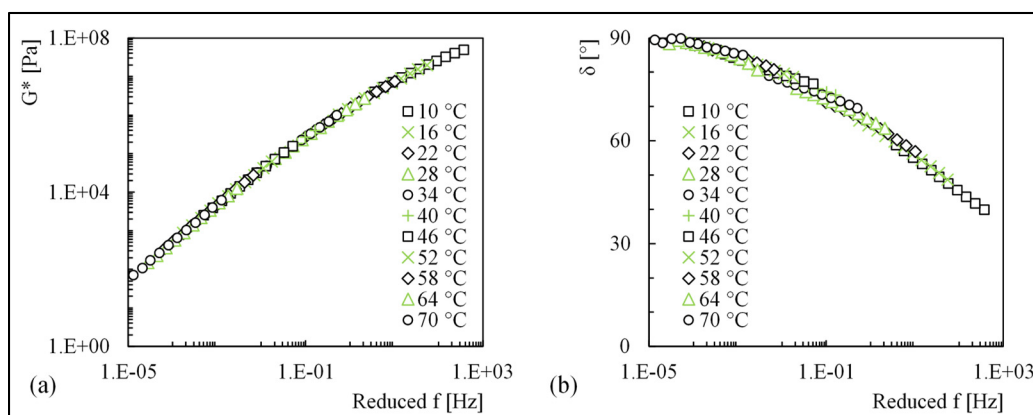 1.E+08
G* [Pa]
1.E+04
1.E+00
10 °C
16 °C
22 °C
28 °C
34 °C
40 °C
46 °C
52 °C
58 °C
64 °C
70 °C
1.E-05
1.E-01
1.E+03
(a)
Reduced f [Hz]
90
δ [°]
60
30
0
10 °C
16 °C
22 °C
28 °C
34 °C
40 °C
46 °C
52 °C
58 °C
64 °C
70 °C
1.E-05
1.E-01
1.E+03
(b)
Reduced f [Hz]